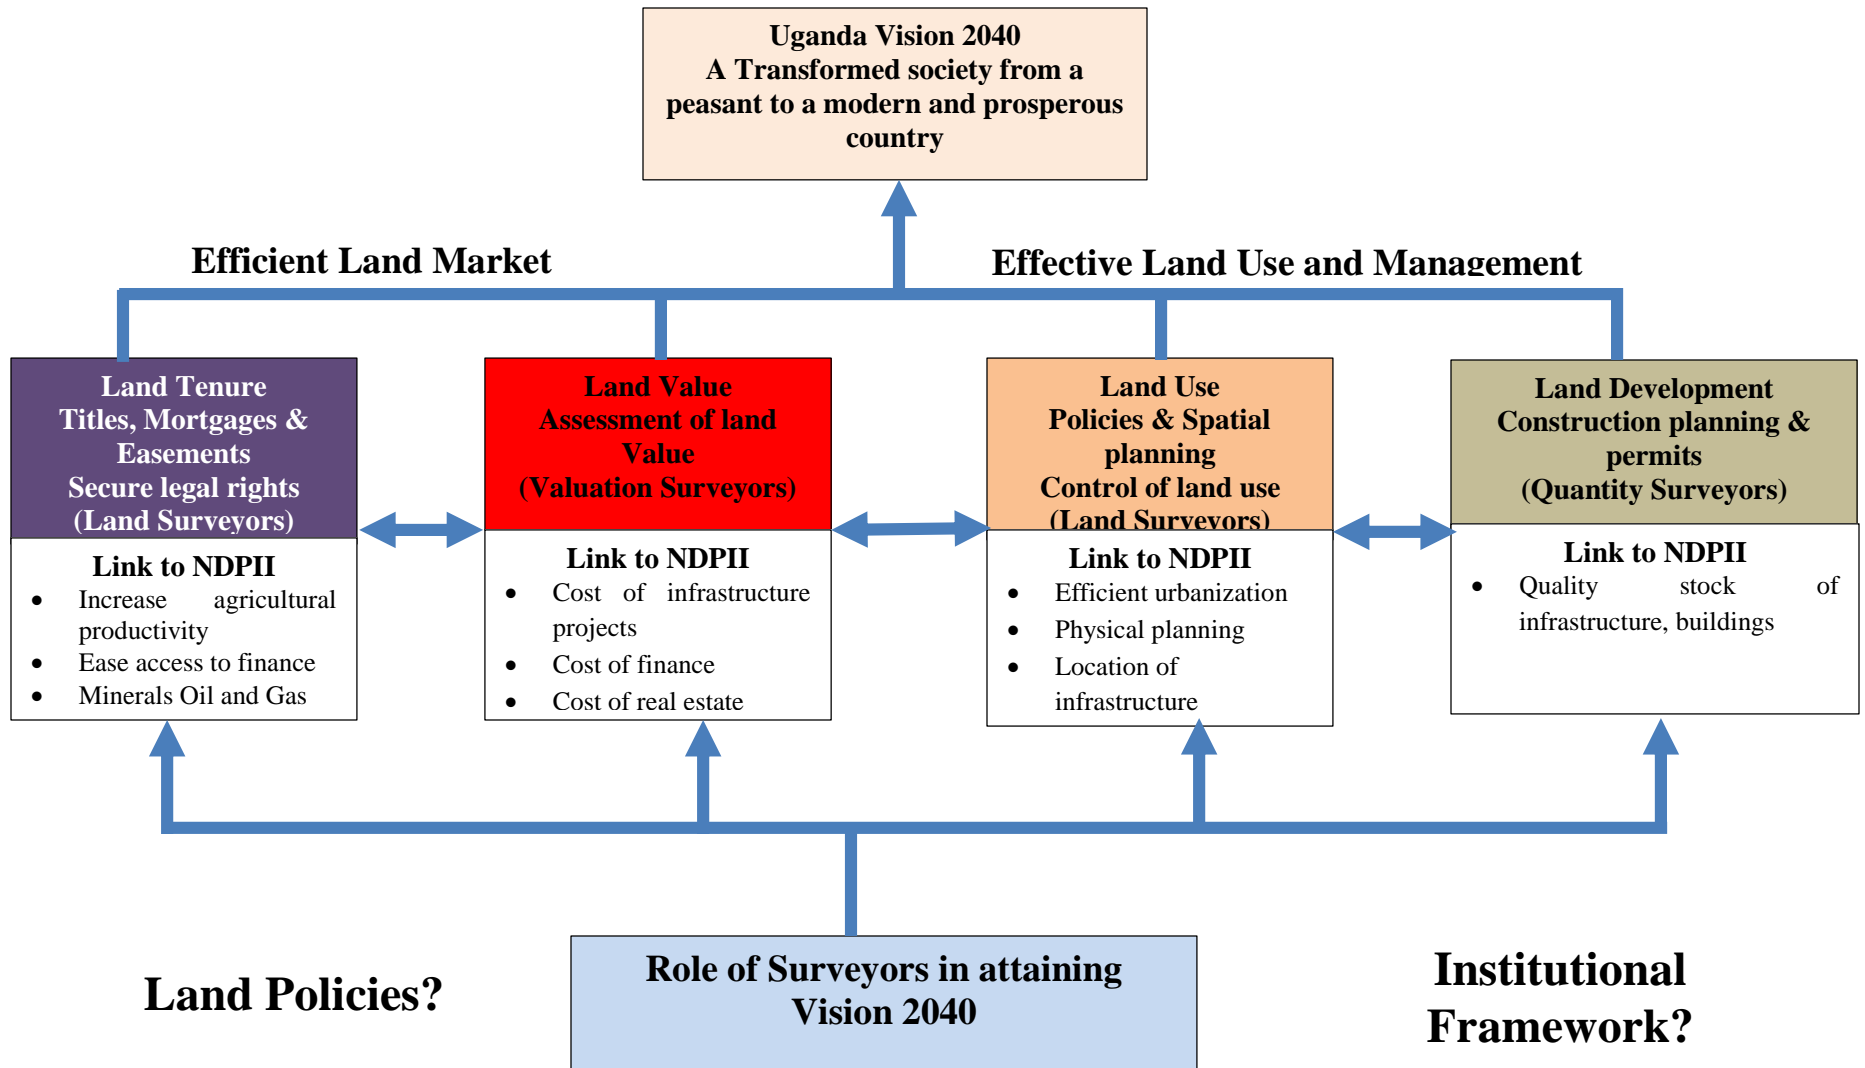 Uganda Vision 2040
A Transformed society from a
peasant to a modern and prosperous
country
Efficient Land Market
Effective Land Use and Management
Land Tenure
Titles, Mortgages &
Easements
Secure legal rights
(Land Surveyors)
Link to NDPII
• Increase agricultural
productivity
• Ease access to finance
• Minerals Oil and Gas
Land Value
Assessment of land
Value
(Valuation Surveyors)
Link to NDPII
• Cost of infrastructure
projects
• Cost of finance
• Cost of real estate
Land Use
Policies & Spatial
planning
Control of land use
(Land Surveyors)
Link to NDPII
• Efficient urbanization
• Physical planning
• Location of
infrastructure
Land Development
Construction planning &
permits
(Quantity Surveyors)
Link to NDPII
• Quality stock of
infrastructure, buildings
Land Policies?
Role of Surveyors in attaining
Vision 2040
Institutional
Framework?